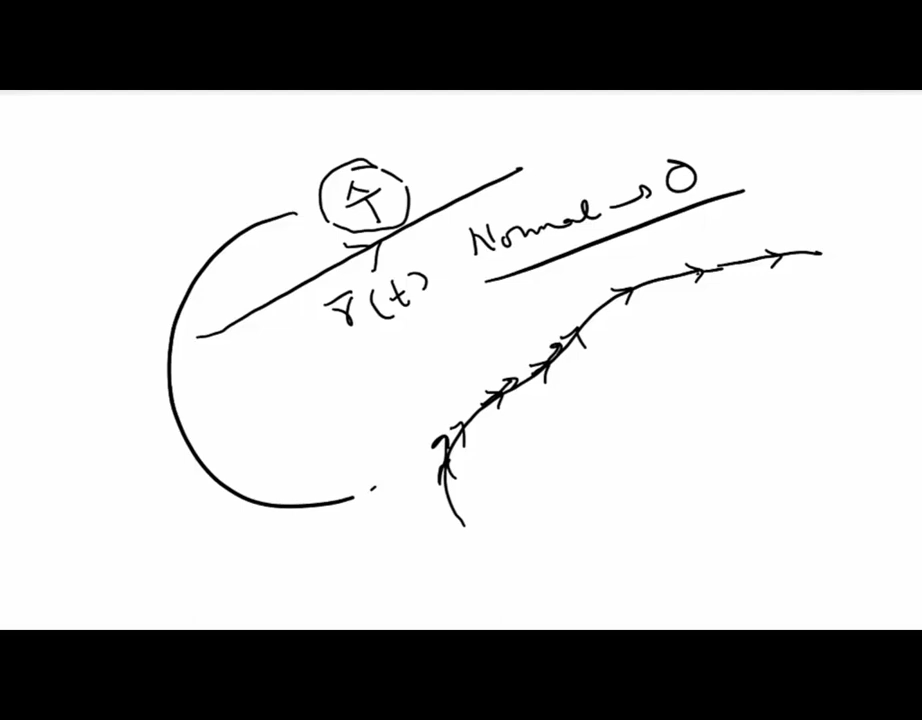 Normal → 0
r̄(t)